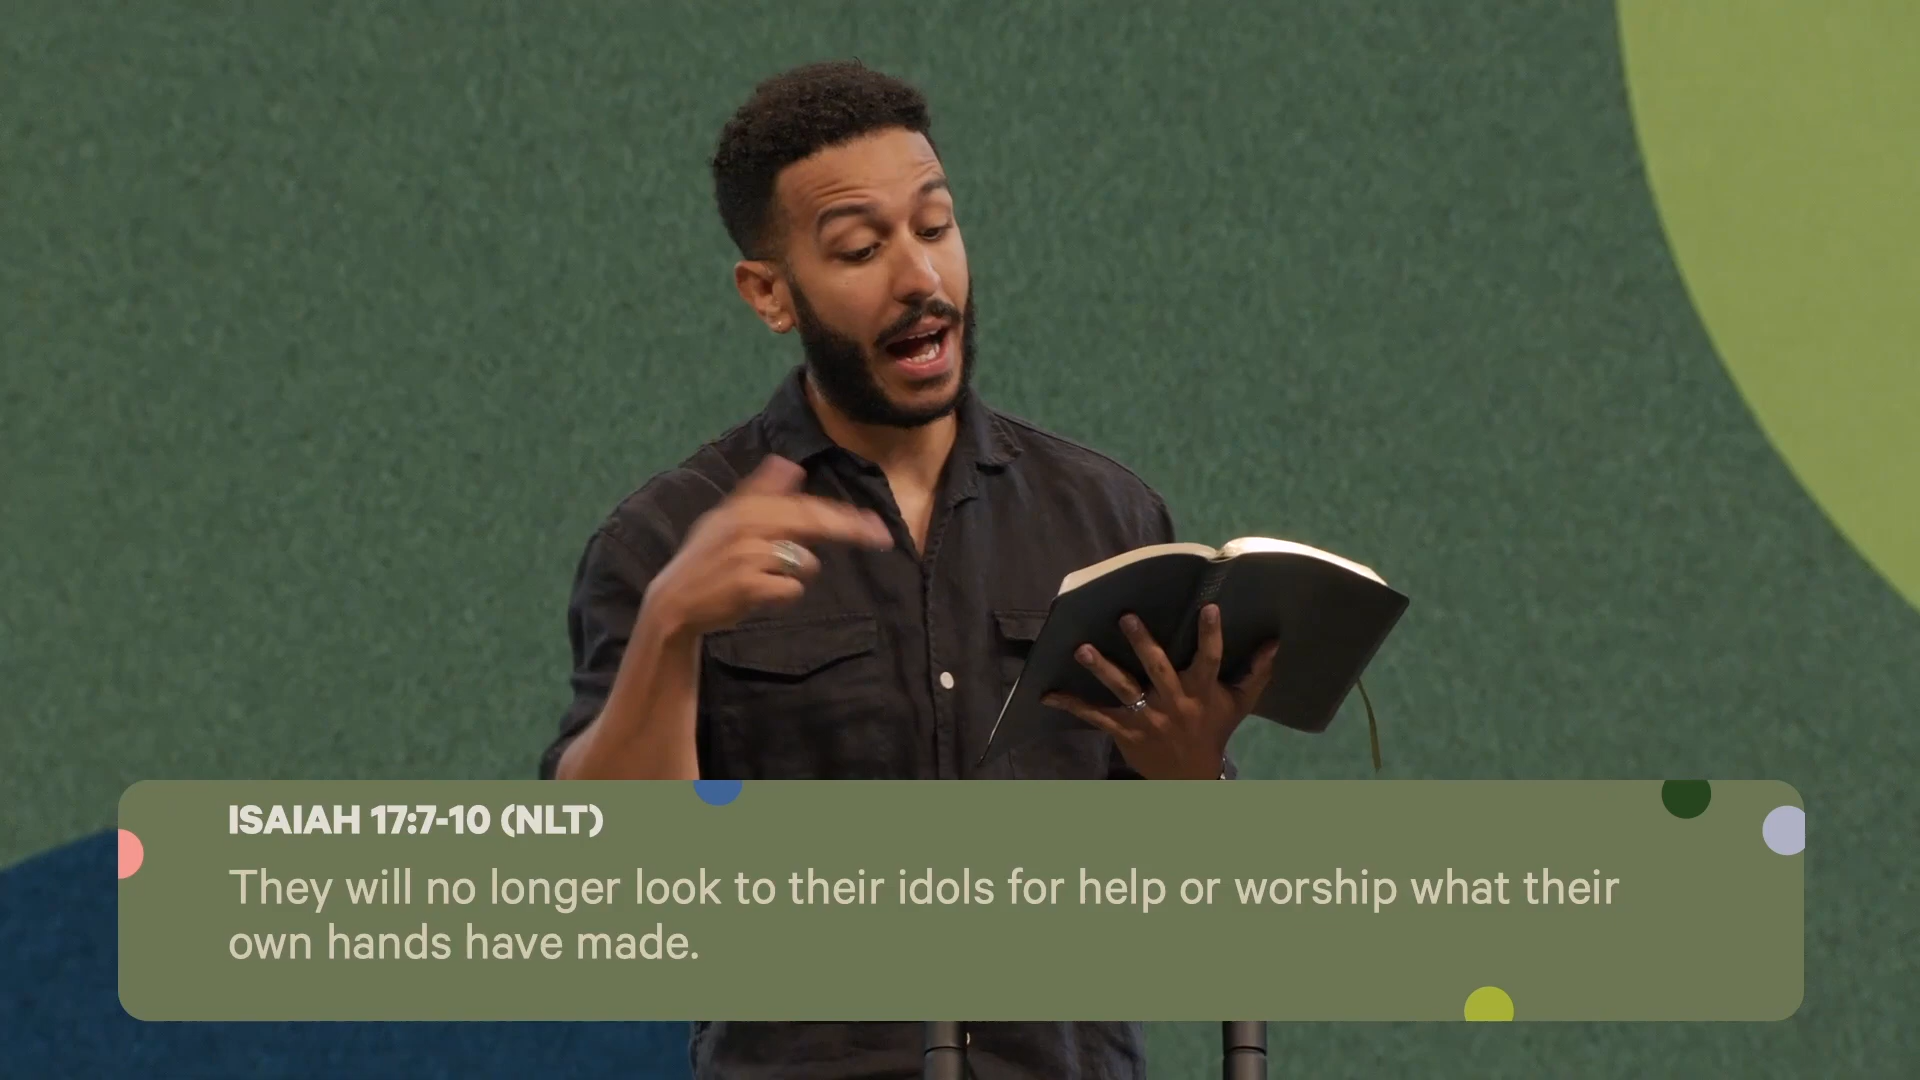 ISAIAH 17:7-10 (NLT)
They will no longer look to their idols for help or worship what their
own hands have made.